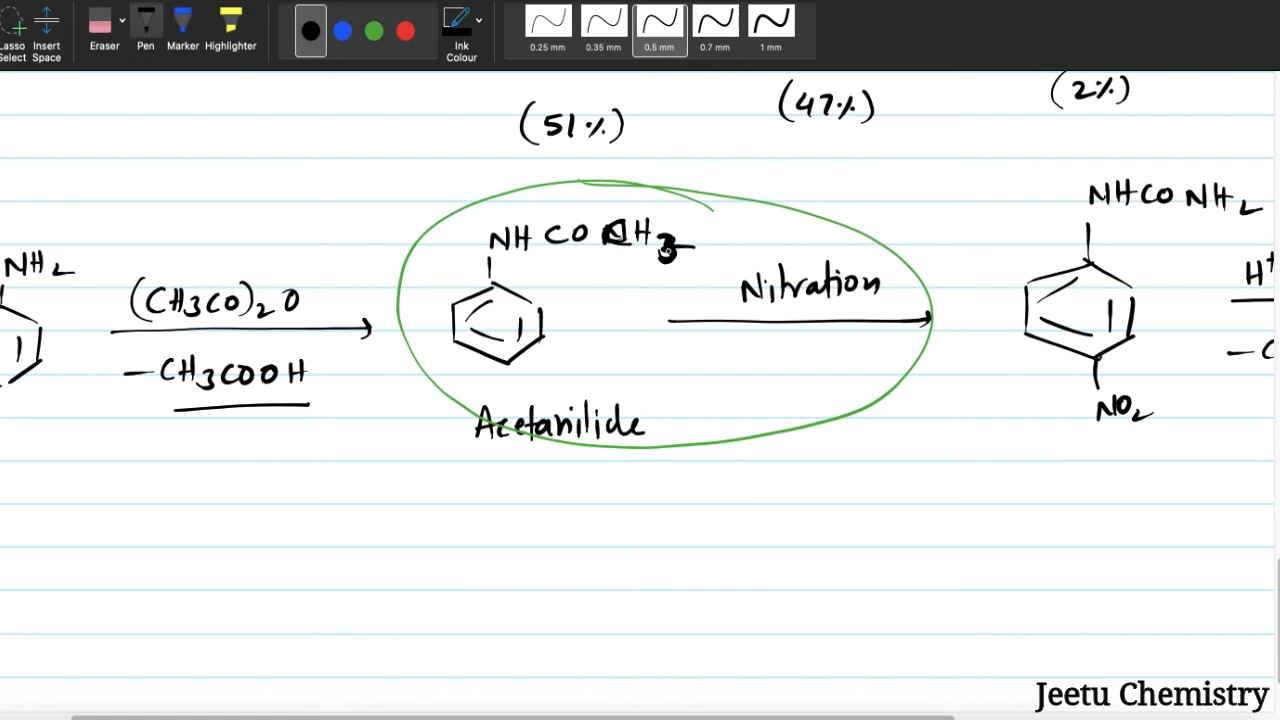 Lasso Select
Insert Space
Eraser
Pen
Marker
Highlighter
Ink Colour
0.25 mm
0.35 mm
0.5 mm
0.7 mm
1 mm
(51%)
(47%)
(2%)
NH2
(CH3CO)2O
-CH3COOH
NHCOCH3
Acetanilide
Nitration
NHCONH2
NO2
H+
-C
Jeetu Chemistry